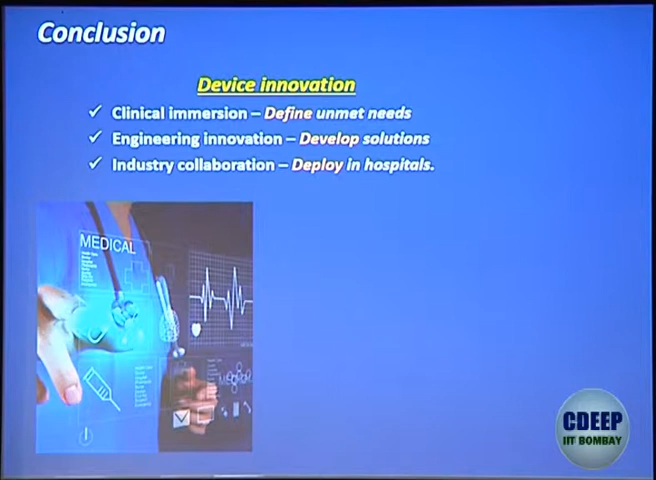 Conclusion
Device innovation
✓ Clinical immersion – Define unmet needs
✓ Engineering innovation – Develop solutions
✓ Industry collaboration – Deploy in hospitals.
MEDICAL
CDEEP
IIT BOMBAY